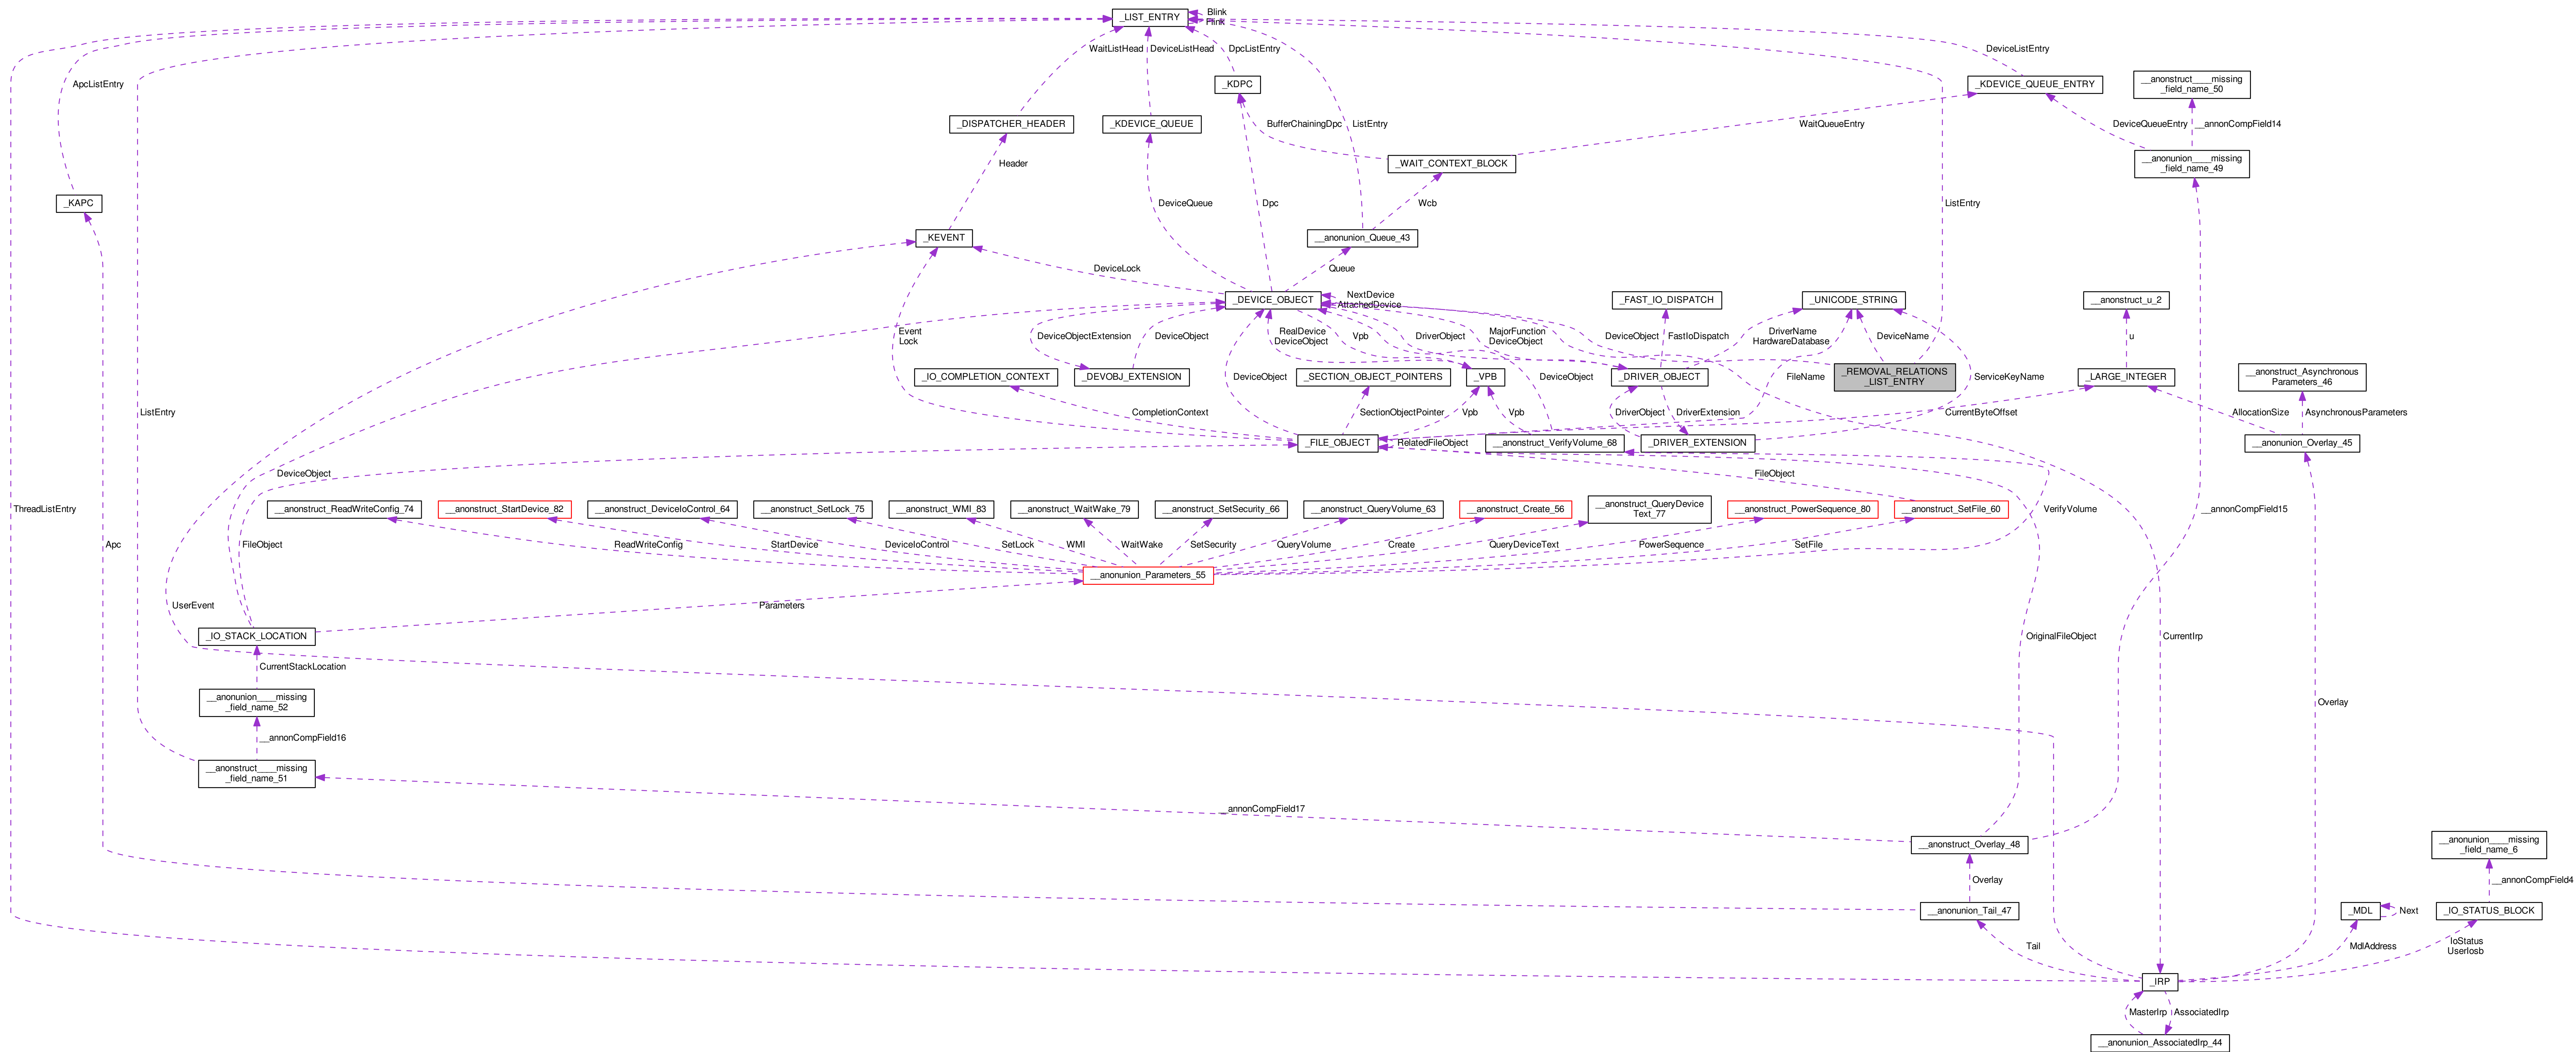 _LIST_ENTRY
Blink
Flink
WaitListHead
DeviceListHead
DpcListEntry
DeviceListEntry
ApcListEntry
_KDPC
_KDEVICE_QUEUE_ENTRY
__anonstruct____missing
_field_name_50
_DISPATCHER_HEADER
_KDEVICE_QUEUE
BufferChainingDpc
ListEntry
WaitQueueEntry
DeviceQueueEntry
__annonCompField14
Header
_WAIT_CONTEXT_BLOCK
__anonunion____missing
_field_name_49
_KAPC
DeviceQueue
Dpc
Wcb
ListEntry
_KEVENT
__anonunion_Queue_43
DeviceLock
Queue
_DEVICE_OBJECT
NextDevice
AttachedDevice
_FAST_IO_DISPATCH
_UNICODE_STRING
__anonstruct_u_2
Event
Lock
DeviceObjectExtension
DeviceObject
RealDevice
DeviceObject
Vpb
DriverObject
MajorFunction
DeviceObject
DeviceObject
FastIoDispatch
DriverName
HardwareDatabase
DeviceName
u
_IO_COMPLETION_CONTEXT
_DEVOBJ_EXTENSION
DeviceObject
_SECTION_OBJECT_POINTERS
_VPB
DeviceObject
_DRIVER_OBJECT
FileName
_REMOVAL_RELATIONS
_LIST_ENTRY
ServiceKeyName
_LARGE_INTEGER
__anonstruct_Asynchronous
Parameters_46
ListEntry
CompletionContext
SectionObjectPointer
Vpb
Vpb
DriverObject
DriverExtension
CurrentByteOffset
AllocationSize
AsynchronousParameters
_FILE_OBJECT
RelatedFileObject
__anonstruct_VerifyVolume_68
_DRIVER_EXTENSION
__anonunion_Overlay_45
DeviceObject
FileObject
ThreadListEntry
__anonstruct_ReadWriteConfig_74
__anonstruct_StartDevice_82
__anonstruct_DeviceIoControl_64
__anonstruct_SetLock_75
__anonstruct_WMI_83
__anonstruct_WaitWake_79
__anonstruct_SetSecurity_66
__anonstruct_QueryVolume_63
__anonstruct_Create_56
__anonstruct_QueryDevice
Text_77
__anonstruct_PowerSequence_80
__anonstruct_SetFile_60
VerifyVolume
__annonCompField15
Apc
FileObject
ReadWriteConfig
StartDevice
DeviceIoControl
SetLock
WMI
WaitWake
SetSecurity
QueryVolume
Create
QueryDeviceText
PowerSequence
SetFile
__anonunion_Parameters_55
UserEvent
Parameters
_IO_STACK_LOCATION
OriginalFileObject
CurrentIrp
CurrentStackLocation
__anonunion____missing
_field_name_52
Overlay
__annonCompField16
__anonstruct____missing
_field_name_51
__annonCompField17
__anonstruct_Overlay_48
__anonunion____missing
_field_name_6
Overlay
__annonCompField4
__anonunion_Tail_47
_MDL
Next
_IO_STATUS_BLOCK
Tail
MdlAddress
IoStatus
UserIosb
_IRP
MasterIrp
AssociatedIrp
__anonunion_AssociatedIrp_44